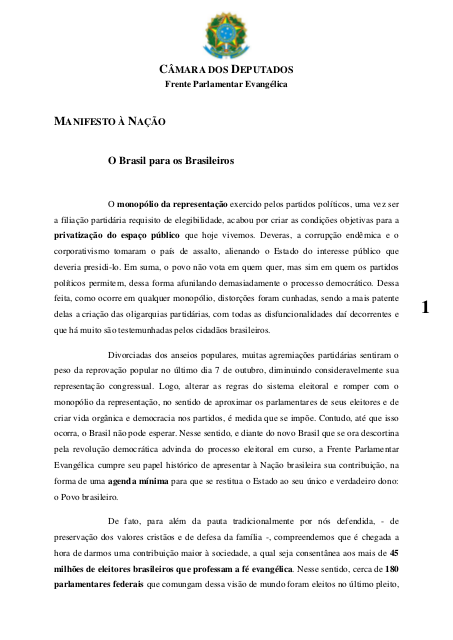 CÂMARA DOS DEPUTADOS
Frente Parlamentar Evangélica
MANIFESTO À NAÇÃO
O Brasil para os Brasileiros
O monopólio da representação exercido pelos partidos políticos, uma vez ser
a filiação partidária requisito de elegibilidade, acabou por criar as condições objetivas para a
privatização do espaço público que hoje vivemos. Deveras, a corrupção endêmica e o
corporativismo tomaram o país de assalto, alienando o Estado do interesse público que
deveria presidi-lo. Em suma, o povo não vota em quem quer, mas sim em quem os partidos
políticos permitem, dessa forma afunilando demasiadamente o processo democrático. Dessa
feita, como ocorre em qualquer monopólio, distorções foram cunhadas, sendo a mais patente
delas a criação das oligarquias partidárias, com todas as disfuncionalidades daí decorrentes e
que há muito são testemunhadas pelos cidadãos brasileiros.
1
Divorciadas dos anseios populares, muitas agremiações partidárias sentiram o
peso da reprovação popular no último dia 7 de outubro, diminuindo consideravelmente sua
representação congressual. Logo, alterar as regras do sistema eleitoral e romper com o
monopólio da representação, no sentido de aproximar os parlamentares de seus eleitores e de
criar vida orgânica e democracia nos partidos, é medida que se impõe. Contudo, até que isso
ocorra, o Brasil não pode esperar. Nesse sentido, e diante do novo Brasil que se ora descortina
pela revolução democrática advinda do processo eleitoral em curso, a Frente Parlamentar
Evangélica cumpre seu papel histórico de apresentar à Nação brasileira sua contribuição, na
forma de uma agenda mínima para que se restitua o Estado ao seu único e verdadeiro dono:
o Povo brasileiro.
De fato, para além da pauta tradicionalmente por nós defendida, - de
preservação dos valores cristãos e de defesa da família -, compreendemos que é chegada a
hora de darmos uma contribuição maior à sociedade, a qual seja consentânea aos mais de 45
milhões de eleitores brasileiros que professam a fé evangélica. Nesse sentido, cerca de 180
parlamentares federais que comungam dessa visão de mundo foram eleitos no último pleito,